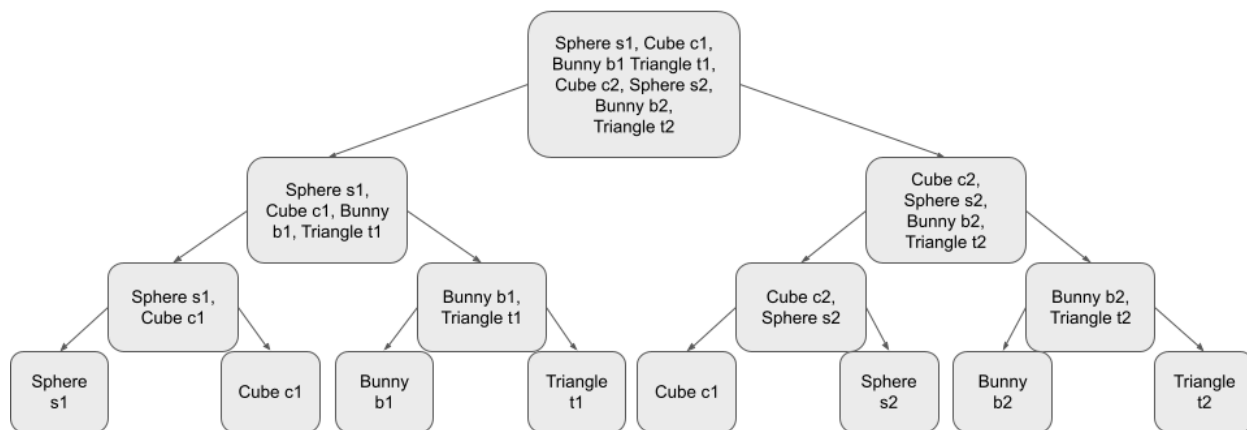 Sphere s1, Cube c1,
Bunny b1 Triangle t1,
Cube c2, Sphere s2,
Bunny b2,
Triangle t2
Sphere s1,
Cube c1, Bunny
b1, Triangle t1
Cube c2,
Sphere s2,
Bunny b2,
Triangle t2
Sphere s1,
Cube c1
Bunny b1,
Triangle t1
Cube c2,
Sphere s2
Bunny b2,
Triangle t2
Sphere
s1
Cube c1
Bunny
b1
Triangle
t1
Cube c1
Sphere
s2
Bunny
b2
Triangle
t2